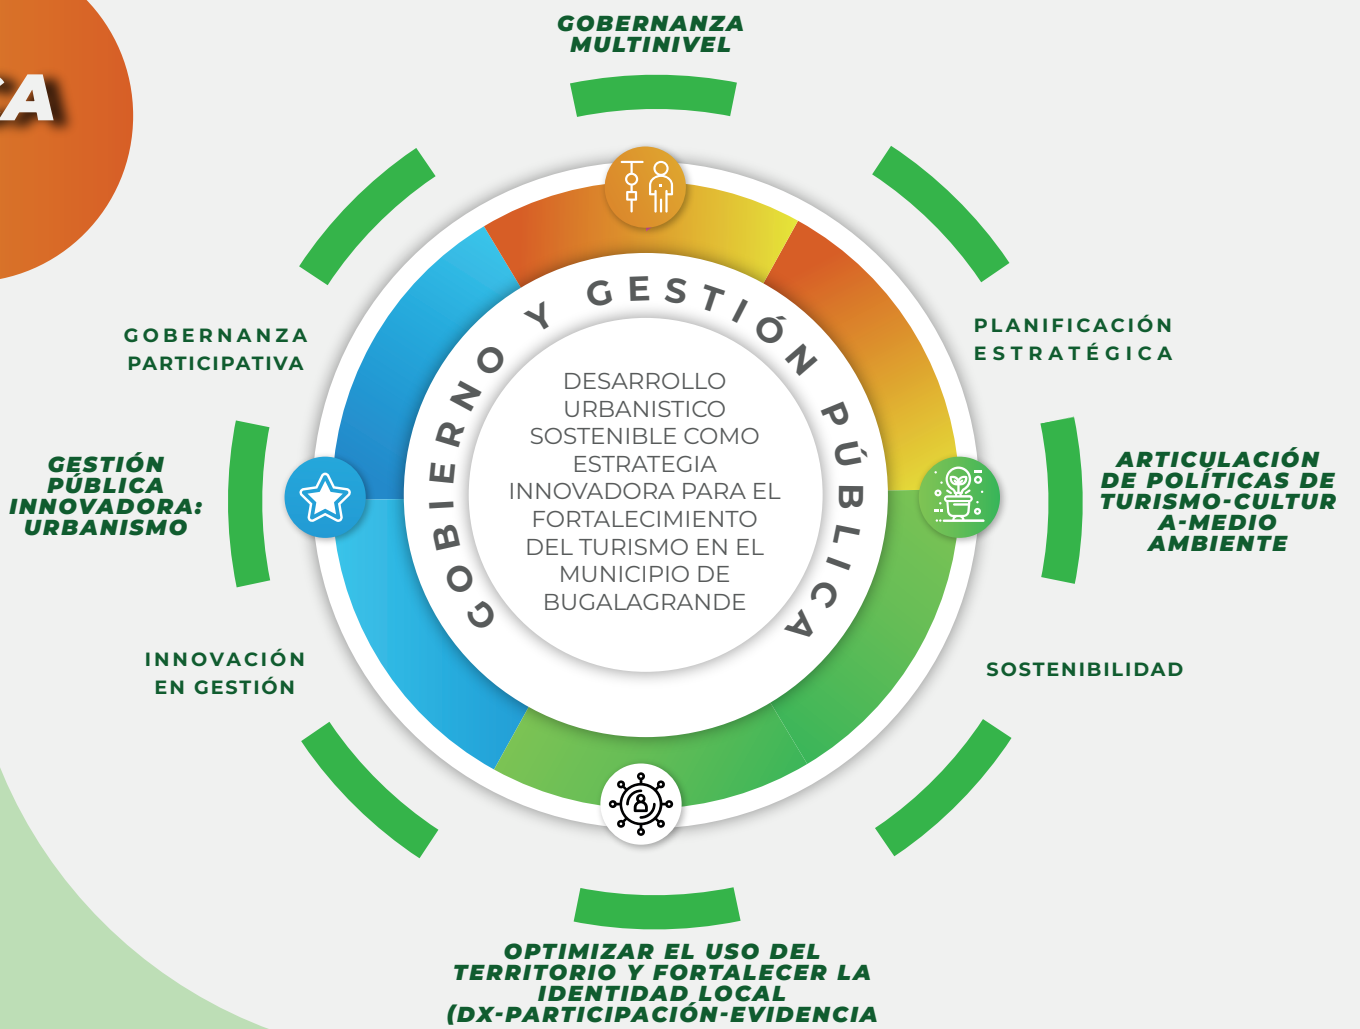 GOBERNANZA
MULTINIVEL
GOBERNANZA
PARTICIPATIVA
PLANIFICACIÓN
ESTRATÉGICA
GOBIERNO Y GESTIÓN PÚBLICA
DESARROLLO
URBANISTICO
SOSTENIBLE COMO
ESTRATEGIA
INNOVADORA PARA EL
FORTALECIMIENTO
DEL TURISMO EN EL
MUNICIPIO DE
BUGALAGRANDE
GESTIÓN
PÚBLICA
INNOVADORA:
URBANISMO
ARTICULACIÓN
DE POLÍTICAS DE
TURISMO-CULTUR
A-MEDIO
AMBIENTE
INNOVACIÓN
EN GESTIÓN
SOSTENIBILIDAD
OPTIMIZAR EL USO DEL
TERRITORIO Y FORTALECER LA
IDENTIDAD LOCAL
(DX-PARTICIPACIÓN-EVIDENCIA